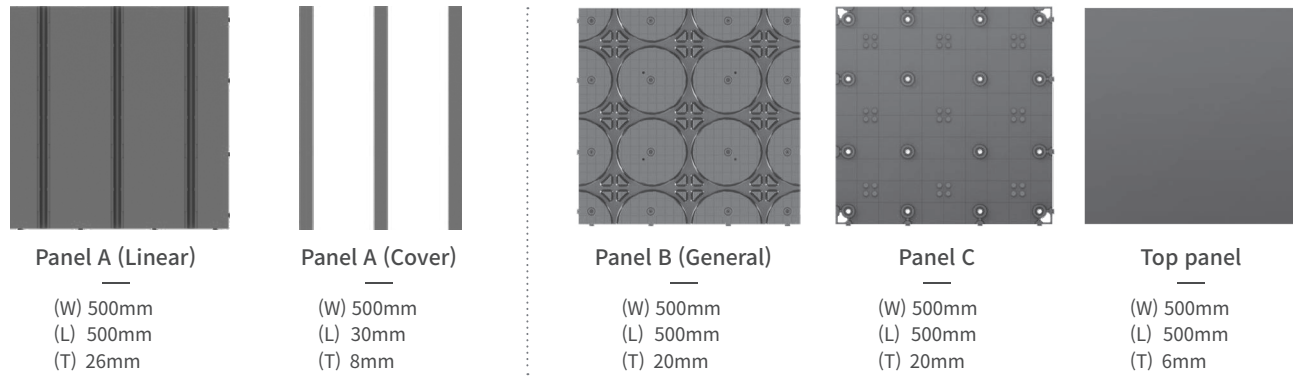 Panel A (Linear)
(W) 500mm
(L) 500mm
(T) 26mm
Panel A (Cover)
(W) 500mm
(L) 30mm
(T) 8mm
Panel B (General)
(W) 500mm
(L) 500mm
(T) 20mm
Panel C
(W) 500mm
(L) 500mm
(T) 20mm
Top panel
(W) 500mm
(L) 500mm
(T) 6mm